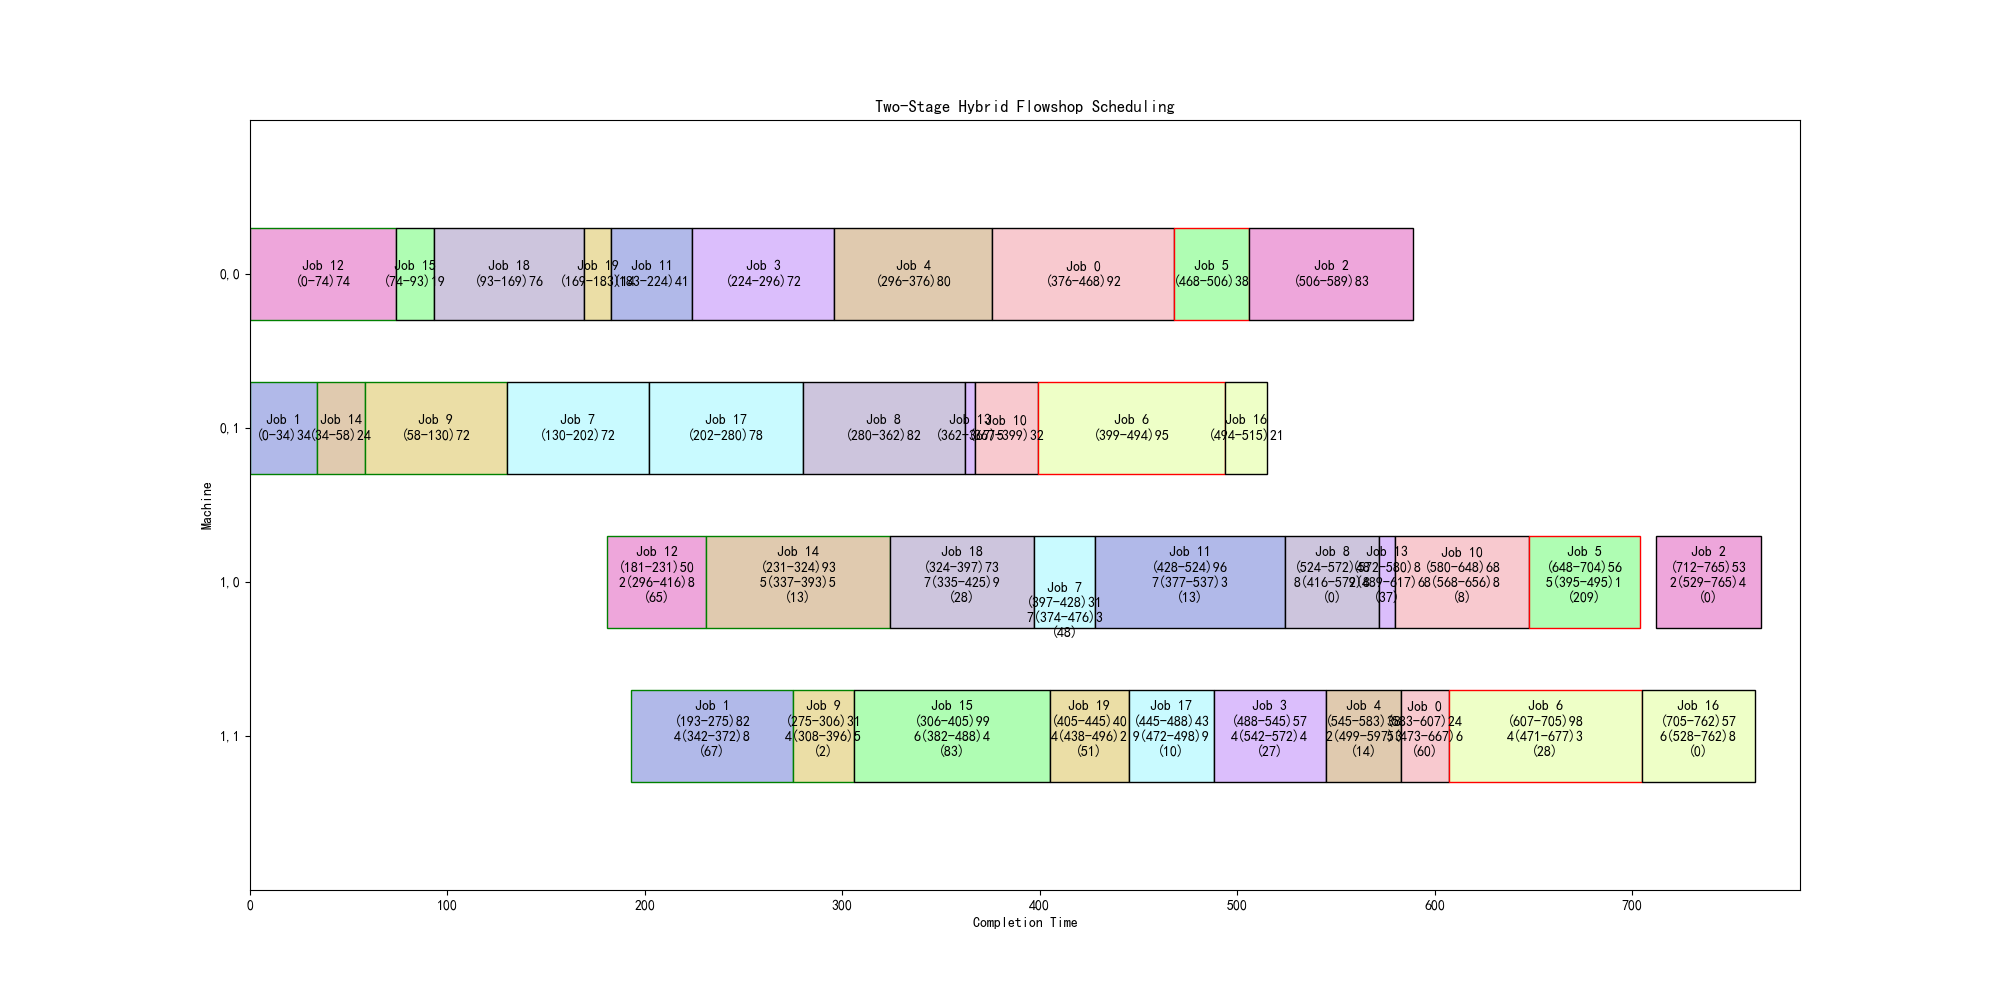 Two-Stage Hybrid Flowshop Scheduling
0,0
Job 12
(0-74)74
Job 15
(74-93)19
Job 18
(93-169)76
Job 19
(169-183)14
Job 11
(183-224)41
Job 3
(224-296)72
Job 4
(296-376)80
Job 0
(376-468)92
Job 5
(468-506)38
Job 2
(506-589)83
0,1
Job 1
(0-34)34
Job 14
(34-58)24
Job 9
(58-130)72
Job 7
(130-202)72
Job 17
(202-280)78
Job 8
(280-362)82
Job 13
(362-367)5
Job 10
(367-399)32
Job 6
(399-494)95
Job 16
(494-515)21
Machine
1,0
Job 12
(181-231)50
2(296-416)8
(65)
Job 14
(231-324)93
5(337-393)5
(13)
Job 18
(324-397)73
7(335-425)9
(28)
Job 7
(397-428)31
7(374-476)3
(48)
Job 11
(428-524)96
7(377-537)3
(13)
Job 8
(524-572)48
8(416-572)8
(0)
Job 13
(572-580)8
2(489-617)6
(37)
Job 10
(580-648)68
8(568-656)8
(8)
Job 5
(648-704)56
5(395-495)1
(209)
Job 2
(712-765)53
2(529-765)4
(0)
1,1
Job 1
(193-275)82
4(342-372)8
(67)
Job 9
(275-306)31
4(308-396)5
(2)
Job 15
(306-405)99
6(382-488)4
(83)
Job 19
(405-445)40
4(438-496)2
(51)
Job 17
(445-488)43
9(472-498)9
(10)
Job 3
(488-545)57
4(542-572)4
(27)
Job 4
(545-583)38
2(499-597)3
(14)
Job 0
(583-607)24
(473-667)6
(60)
Job 6
(607-705)98
4(471-677)3
(28)
Job 16
(705-762)57
6(528-762)8
(0)
0 100 200 300 400 500 600 700
Completion Time